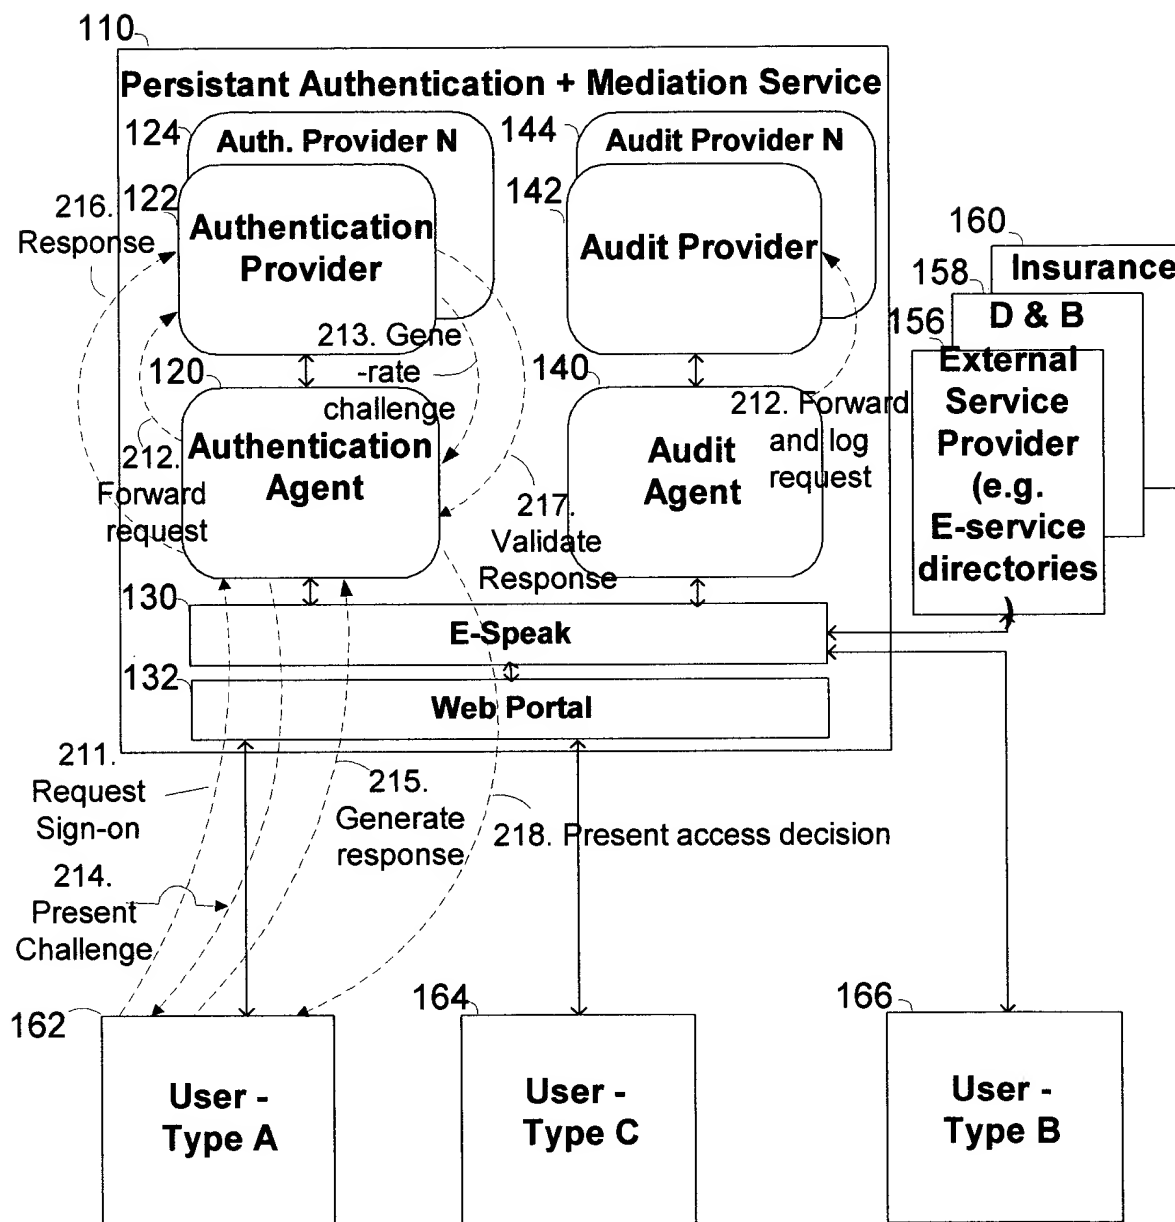 110
Persistant Authentication + Mediation Service
124
Auth. Provider N
144
Audit Provider N
122
Authentication
Provider
142
Audit Provider
216.
Response
160
Insurance
158
D & B
156
External
Service
Provider
(e.g.
E-service
directories
)
213. Gene
-rate
challenge
120
Authentication
Agent
140
Audit
Agent
212. Forward
and log
request
212.
Forward
request
217.
Validate
Response
130
E-Speak
132
Web Portal
211.
Request
Sign-on
215.
Generate
response
218. Present access decision
214.
Present
Challenge
162
User -
Type A
164
User -
Type C
166
User -
Type B